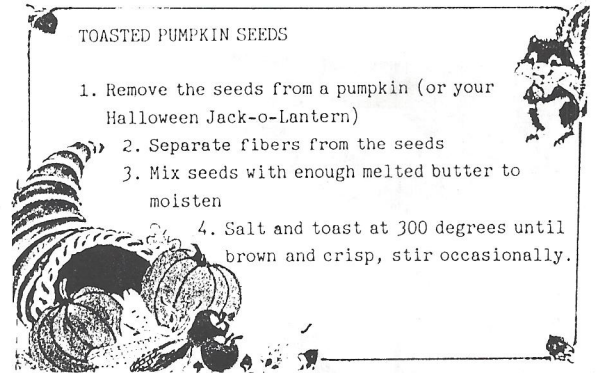 TOASTED PUMPKIN SEEDS
1. Remove the seeds from a pumpkin (or your
Halloween Jack-o-Lantern)
2. Separate fibers from the seeds
3. Mix seeds with enough melted butter to
moisten
4. Salt and toast at 300 degrees until
brown and crisp, stir occasionally.